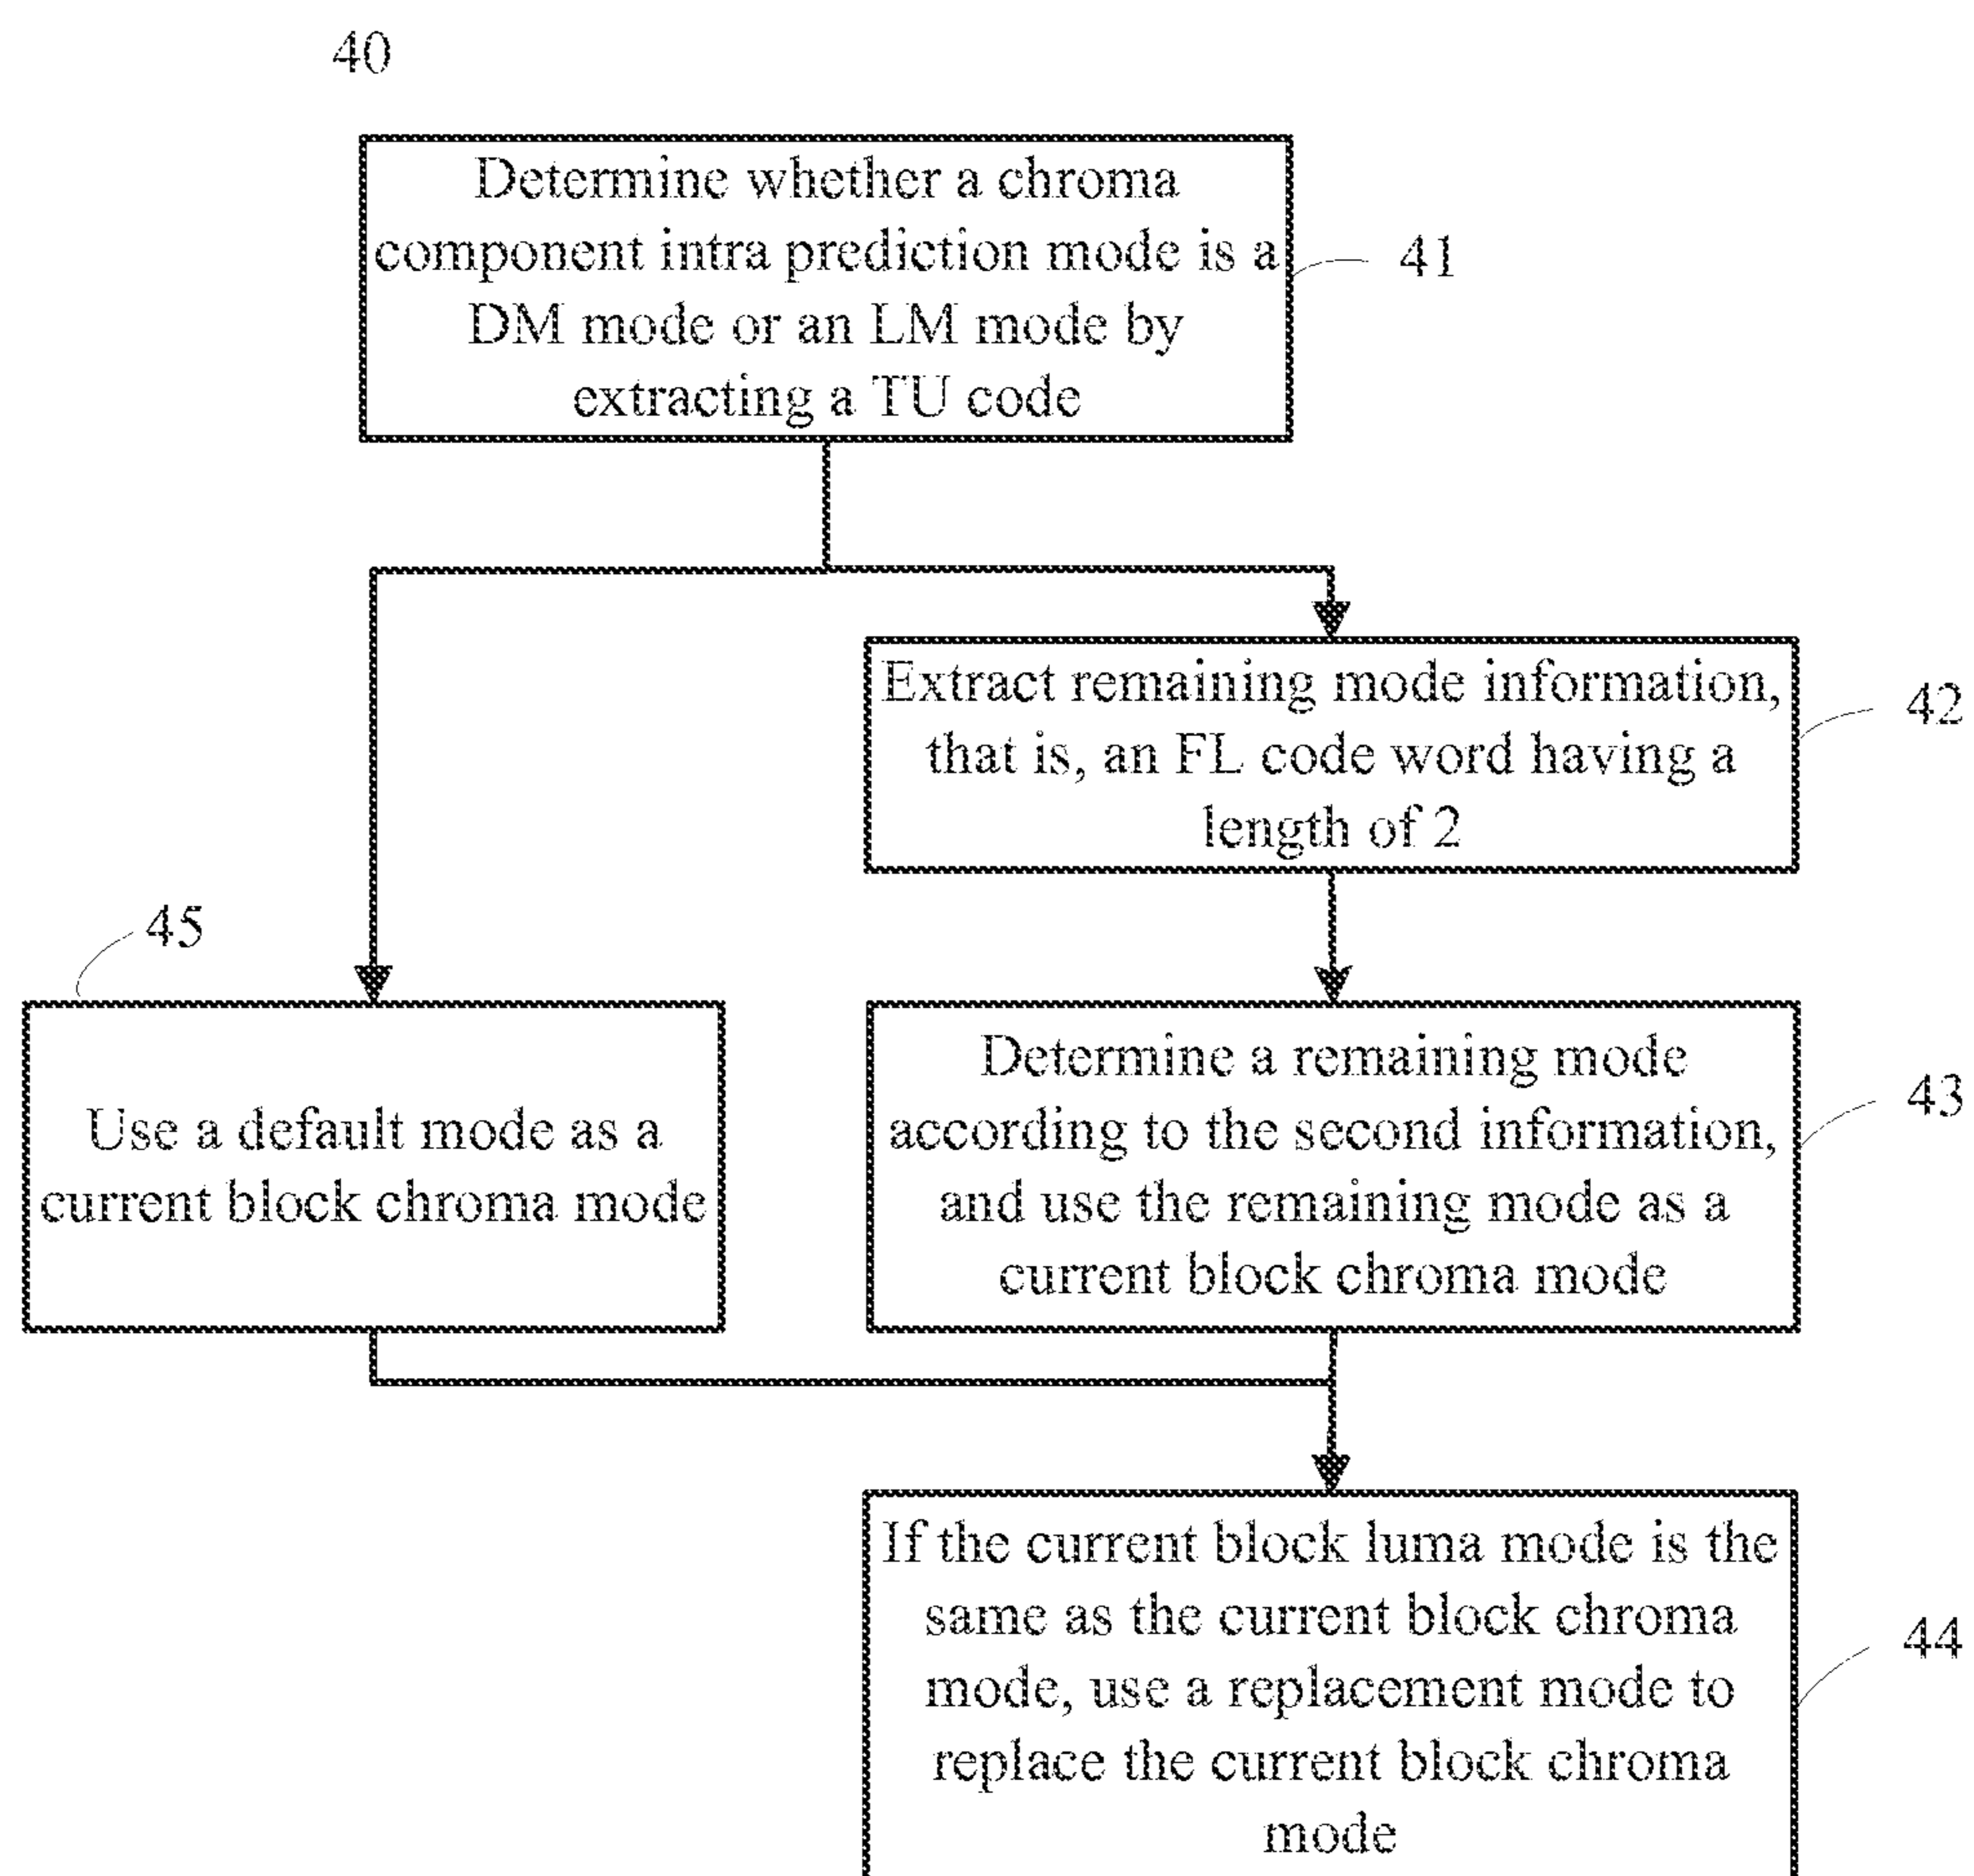 40
Determine whether a chroma
component intra prediction mode is a
DM mode or an LM mode by
extracting a TU code
41
Extract remaining mode information,
that is, an FL code word having a
length of 2
42
45
Use a default mode as a
current block chroma mode
Determine a remaining mode
according to the second information,
and use the remaining mode as a
current block chroma mode
43
If the current block luma mode is the
same as the current block chroma
mode, use a replacement mode to
replace the current block chroma
mode
44